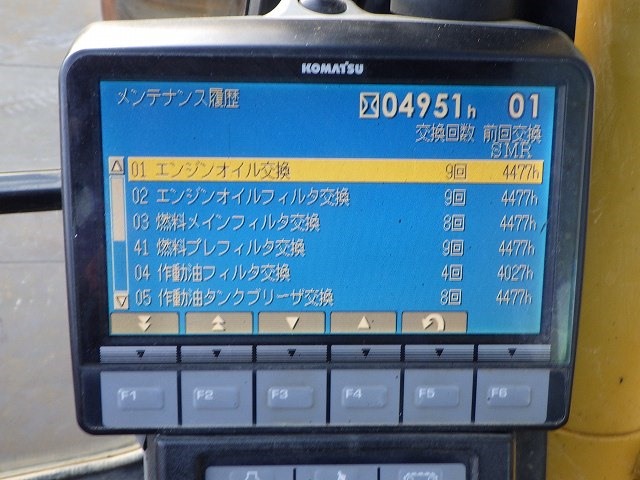 KOMATSU
メンテナンス履歴 04951h 01
交換回数 前回交換
SMR
01 エンジンオイル交換 9回 4477h
02 エンジンオイルフィルタ交換 9回 4477h
03 燃料メインフィルタ交換 8回 4477h
41 燃料プレフィルタ交換 9回 4477h
04 作動油フィルタ交換 4回 4027h
05 作動油タンクブリーザ交換 8回 4477h
F1 F2 F3 F4 F5 F6